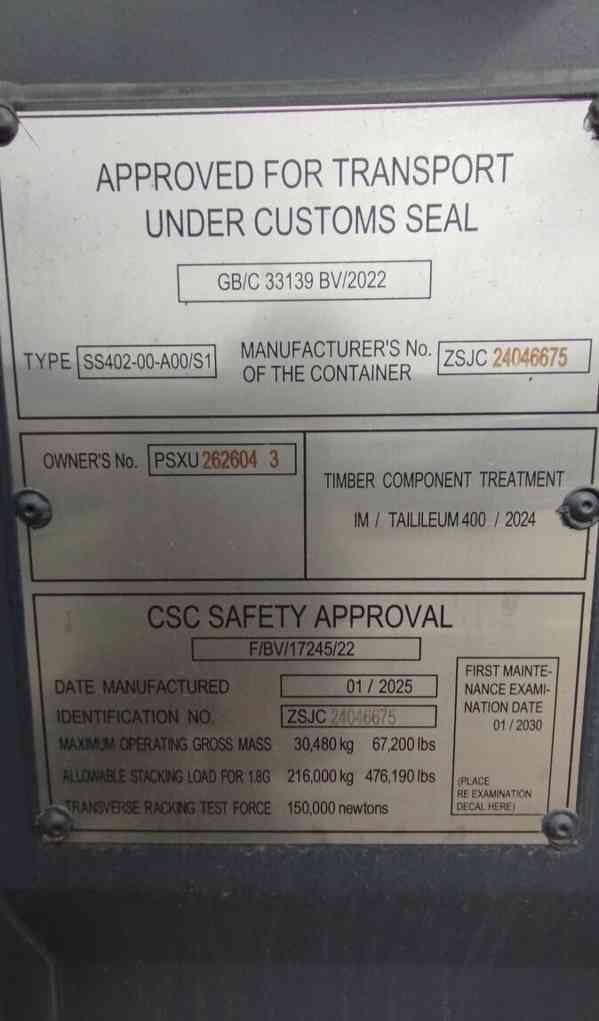 APPROVED FOR TRANSPORT
UNDER CUSTOMS SEAL
GB/C 33139 BV/2022
TYPE SS402-00-A00/S1
MANUFACTURER'S No.
OF THE CONTAINER
ZSJC 24046675
OWNER'S No. PSXU 262604 3
TIMBER COMPONENT TREATMENT
IM / TAILILEUM 400 / 2024
CSC SAFETY APPROVAL
F/BV/17245/22
DATE MANUFACTURED 01 / 2025
IDENTIFICATION NO. ZSJC 24046675
MAXIMUM OPERATING GROSS MASS 30,480 kg 67,200 lbs
ALLOWABLE STACKING LOAD FOR 1.8G 216,000 kg 476,190 lbs
TRANSVERSE RACKING TEST FORCE 150,000 newtons
FIRST MAINTE-
NANCE EXAMI-
NATION DATE
01 / 2030
(PLACE
RE EXAMINATION
DECAL HERE)